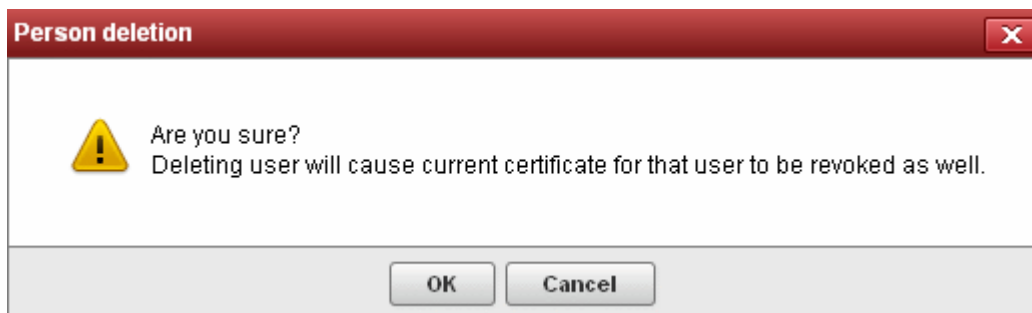 Person deletion
Are you sure?
Deleting user will cause current certificate for that user to be revoked as well.
OK
Cancel